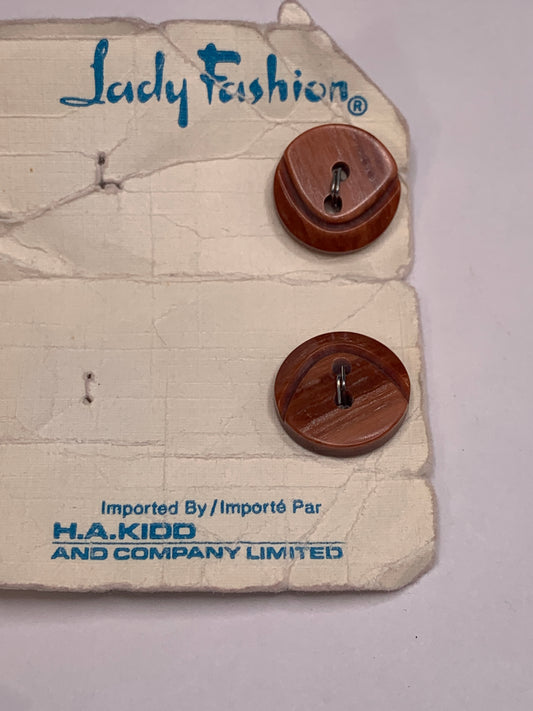 Lady Fashion®
Imported By/Importé Par
H.A.KIDD
AND COMPANY LIMITED